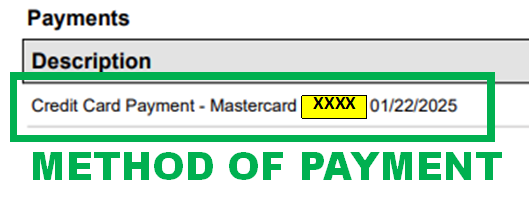 Payments
Description
Credit Card Payment - Mastercard XXXX 01/22/2025
METHOD OF PAYMENT